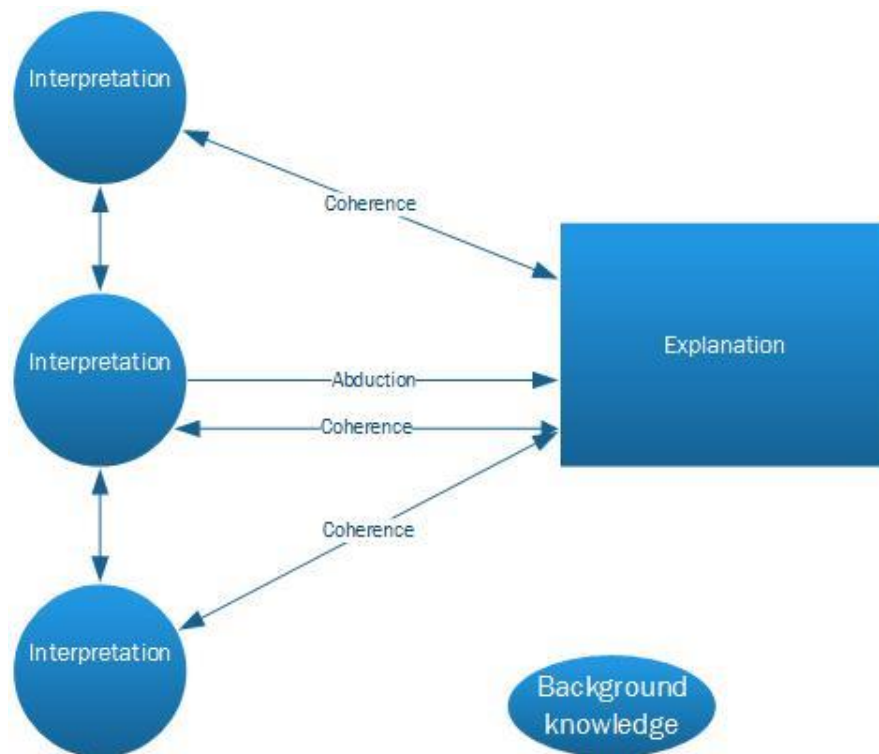 Interpretation
Coherence
Explanation
Interpretation
Abduction
Coherence
Coherence
Interpretation
Background
knowledge